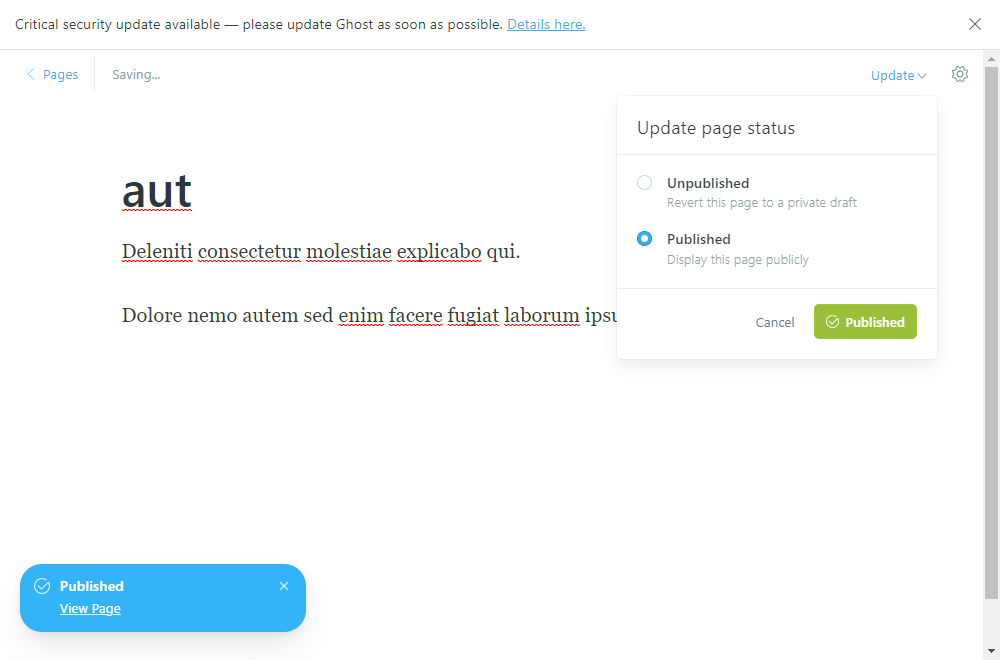 Critical security update available — please update Ghost as soon as possible. Details here.
Pages
Saving...
Update
Update page status
Unpublished
Revert this page to a private draft
Published
Display this page publicly
Cancel
Published
aut
Deleniti consectetur molestiae explicabo qui.
Dolore nemo autem sed enim facere fugiat laborum
Published
View Page